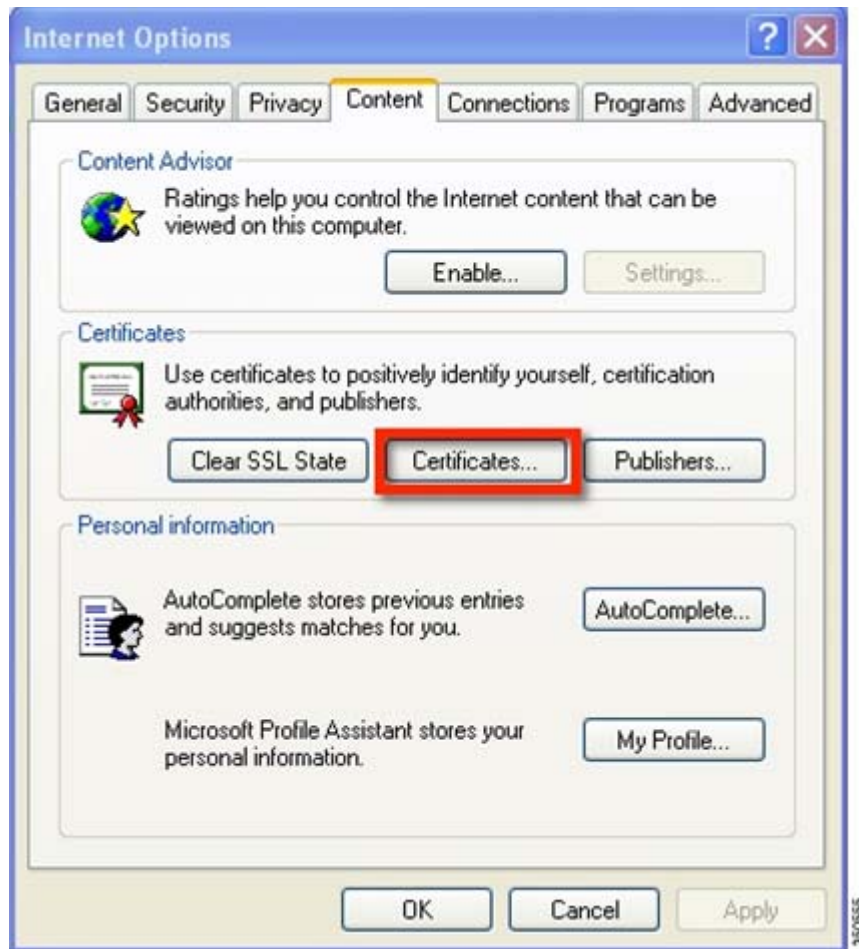 Internet Options
General Security Privacy Content Connections Programs Advanced
Content Advisor
Ratings help you control the Internet content that can be
viewed on this computer.
Enable... Settings...
Certificates
Use certificates to positively identify yourself, certification
authorities, and publishers.
Clear SSL State Certificates... Publishers...
Personal information
AutoComplete stores previous entries
and suggests matches for you.
AutoComplete...
Microsoft Profile Assistant stores your
personal information.
My Profile...
OK Cancel Apply